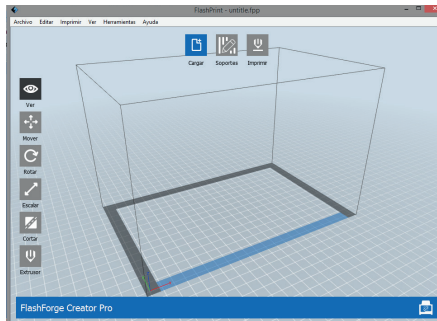 FlashPrint - untitle.fpp
Archivo Editar Imprimir Ver Herramientas Ayuda
Cargar Soportes Imprimir
Ver
Mover
Rotar
Escalar
Cortar
Extrusor
FlashForge Creator Pro